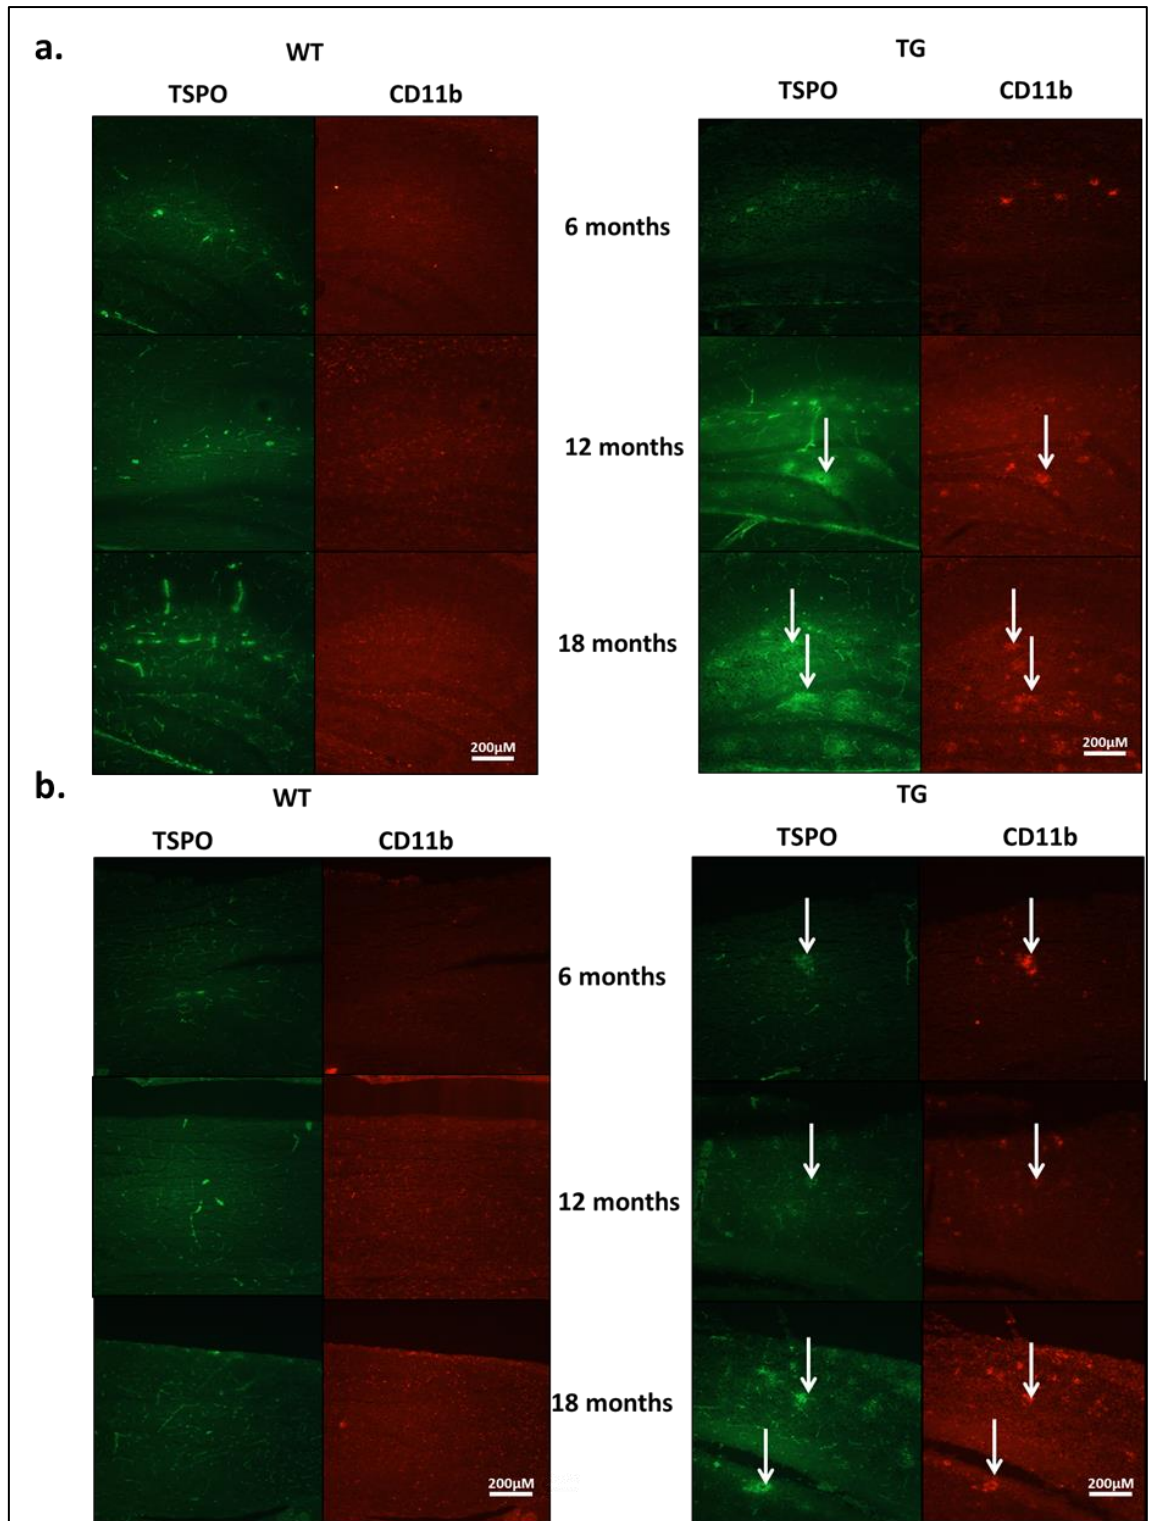 a.
WT
TG
TSPO
CD11b
TSPO
CD11b
6 months
12 months
18 months
200μM
200μM
b.
WT
TG
TSPO
CD11b
TSPO
CD11b
6 months
12 months
18 months
200μM
200μM